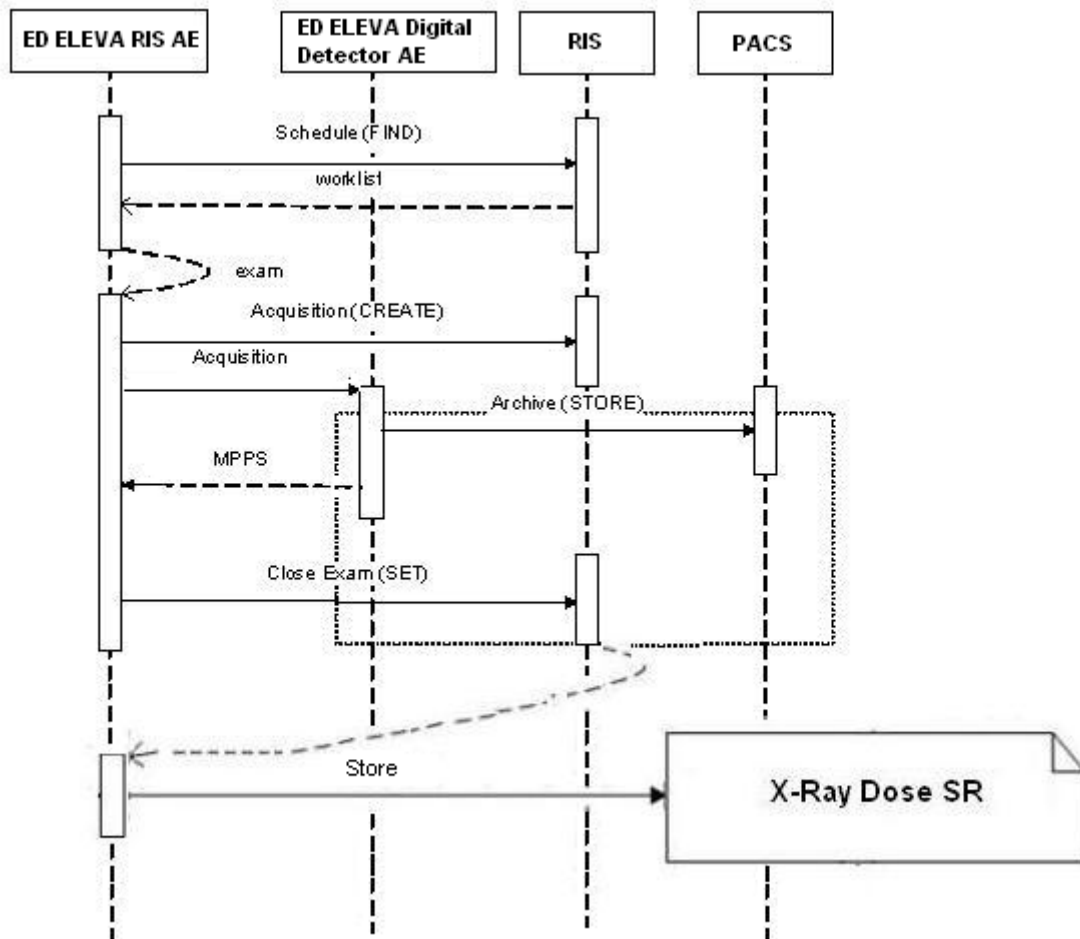 ED ELEVA RIS AE
ED ELEVA Digital
Detector AE
RIS
PACS
Schedule (FIND)
worklist
exam
Acquisition (CREATE)
Acquisition
Archive (STORE)
MPPS
Close Exam (SET)
Store
X-Ray Dose SR